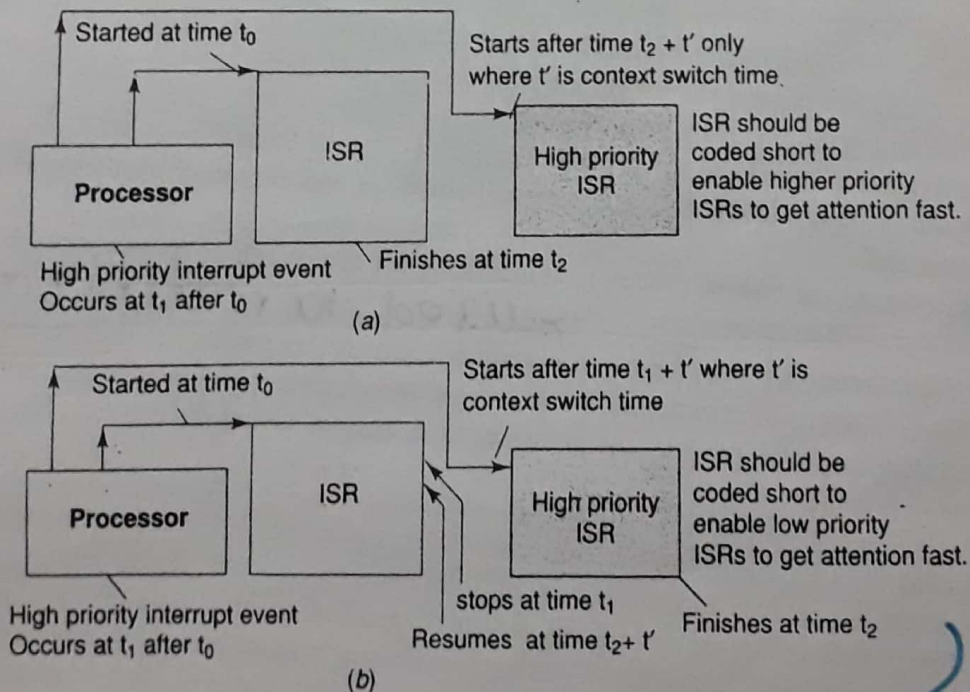 Started at time t₀
Starts after time t₂ + t′ only
where t′ is context switch time.
ISR
Processor
High priority
ISR
ISR should be
coded short to
enable higher priority
ISRs to get attention fast.
High priority interrupt event
Occurs at t₁ after t₀
Finishes at time t₂
(a)
Started at time t₀
Starts after time t₁ + t′ where t′ is
context switch time
ISR
Processor
High priority
ISR
ISR should be
coded short to
enable low priority
ISRs to get attention fast.
High priority interrupt event
Occurs at t₁ after t₀
stops at time t₁
Resumes at time t₂+ t′
Finishes at time t₂
(b)